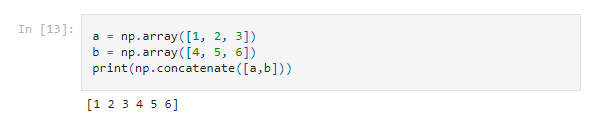 In [13]:
a = np.array([1, 2, 3])
b = np.array([4, 5, 6])
print(np.concatenate([a,b]))
[1 2 3 4 5 6]